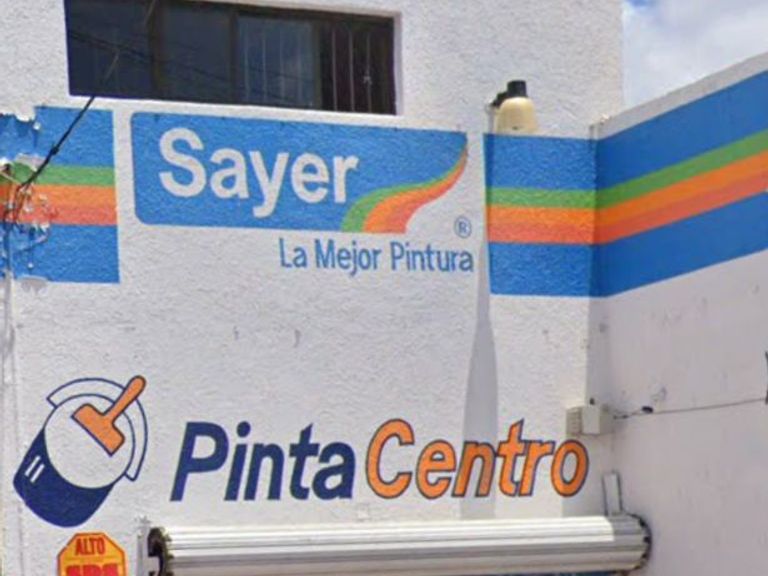 Sayer
®
La Mejor Pintura
PintaCentro
ALTO